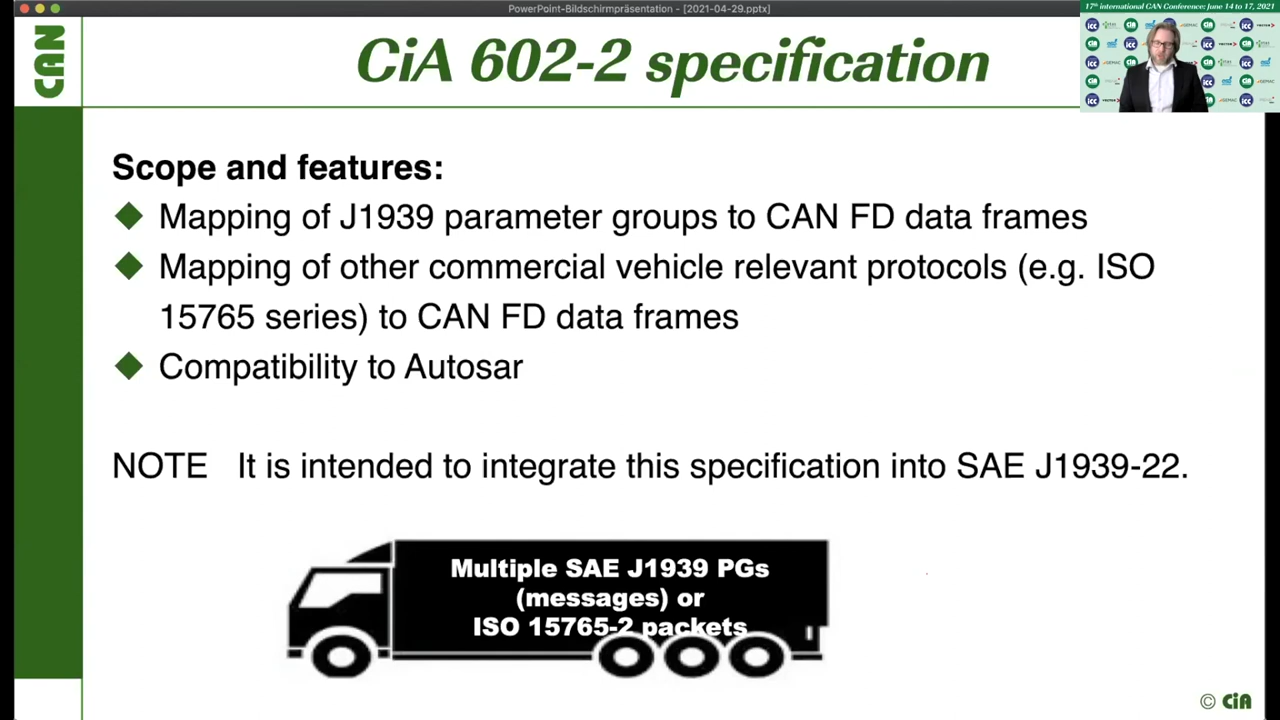 PowerPoint-Bildschirmpräsentation - [2021-04-29.pptx]
17th international CAN Conference: June 14 to 17, 2021
CAN
CiA 602-2 specification
Scope and features:
Mapping of J1939 parameter groups to CAN FD data frames
Mapping of other commercial vehicle relevant protocols (e.g. ISO
15765 series) to CAN FD data frames
Compatibility to Autosar
NOTE It is intended to integrate this specification into SAE J1939-22.
Multiple SAE J1939 PGs
(messages) or
ISO 15765-2 packets
© CiA